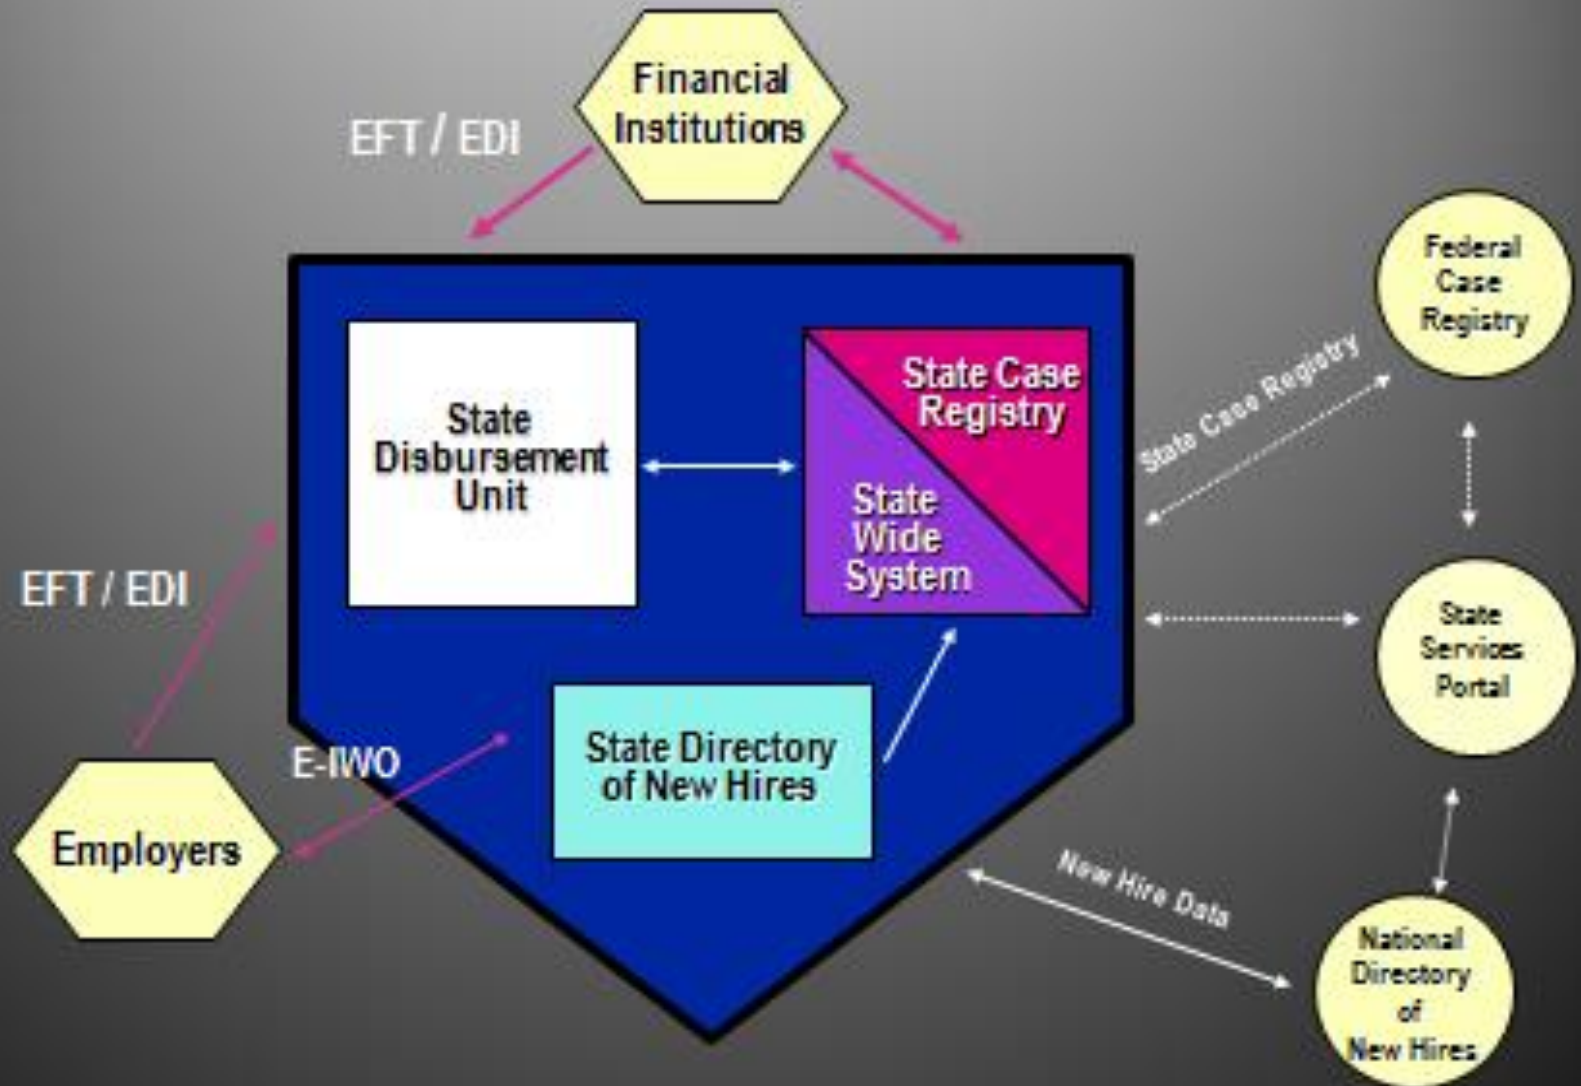 Financial
Institutions
EFT / EDI
Federal
Case
Registry
State Case Registry
State
Disbursement
Unit
State Case
Registry
State
Wide
System
EFT / EDI
State
Services
Portal
E-IWO
State Directory
of New Hires
Employers
New Hire Data
National
Directory
of
New Hires